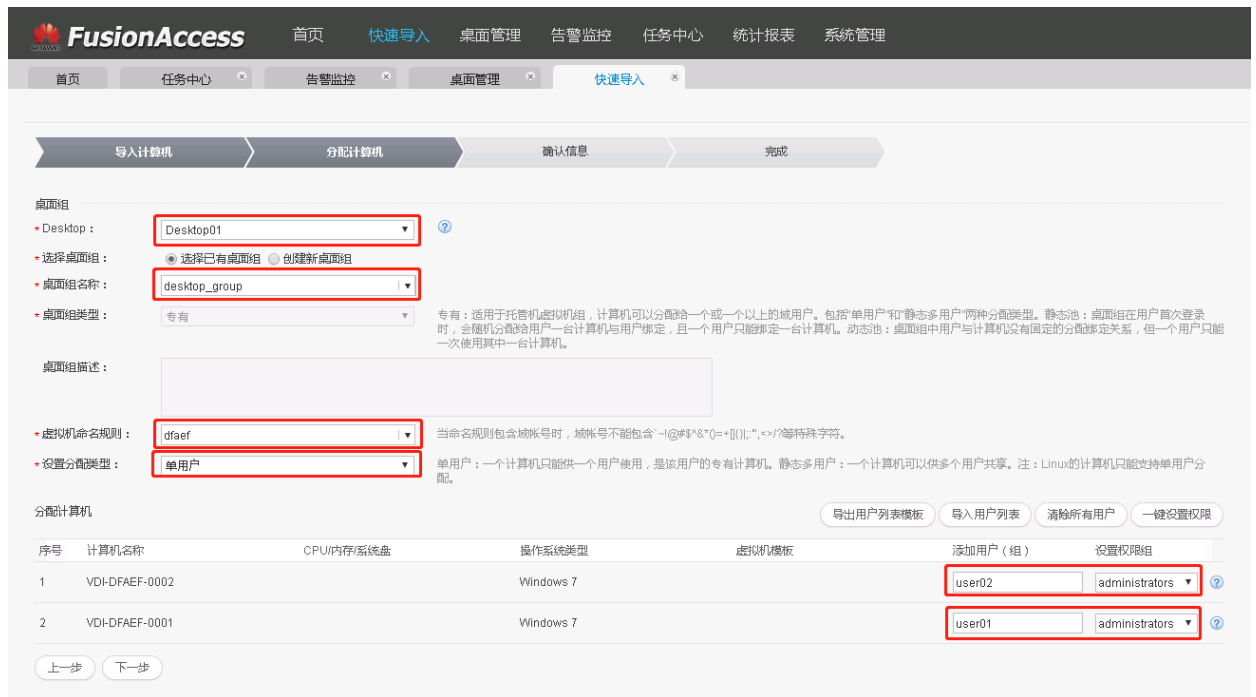 HUAWEI FusionAccess 首页 快速导入 桌面管理 告警监控 任务中心 统计报表 系统管理
首页 任务中心 告警监控 桌面管理 快速导入
导入计算机 分配计算机 确认信息 完成
桌面组
* Desktop : Desktop01
* 选择桌面组： 选择已有桌面组 创建新桌面组
* 桌面组名称： desktop_group
* 桌面组类型： 专有 专有：适用于托管机虚拟机组，计算机可以分配给一个或一个以上的域用户。包括“单用户”和“静态多用户”两种分配类型。静态池：桌面组在用户首次登录
时，会随机分配给用户一台计算机与用户绑定，且一个用户只能绑定一台计算机。动态池：桌面组中用户与计算机没有固定的分配绑定关系，但一个用户只能
一次使用其中一台计算机。
桌面组描述：
* 虚拟机命名规则： dfaef 当命名规则包含域帐号时，域帐号不能包含`~!@#$^&*()=+[]{}|;:'",<>/?等特殊字符。
* 设置分配类型： 单用户 单用户：一个计算机只能供一个用户使用，是该用户的专有计算机。静态多用户：一个计算机可以供多个用户共享。注：Linux的计算机只能支持单用户分
配。
分配计算机 导出用户列表模板 导入用户列表 清除所有用户 一键设置权限
序号 计算机名称 CPU/内存/系统盘 操作系统类型 虚拟机模板 添加用户（组） 设置权限组
1 VDI-DFAEF-0002 Windows 7 user02 administrators
2 VDI-DFAEF-0001 Windows 7 user01 administrators
上一步 下一步